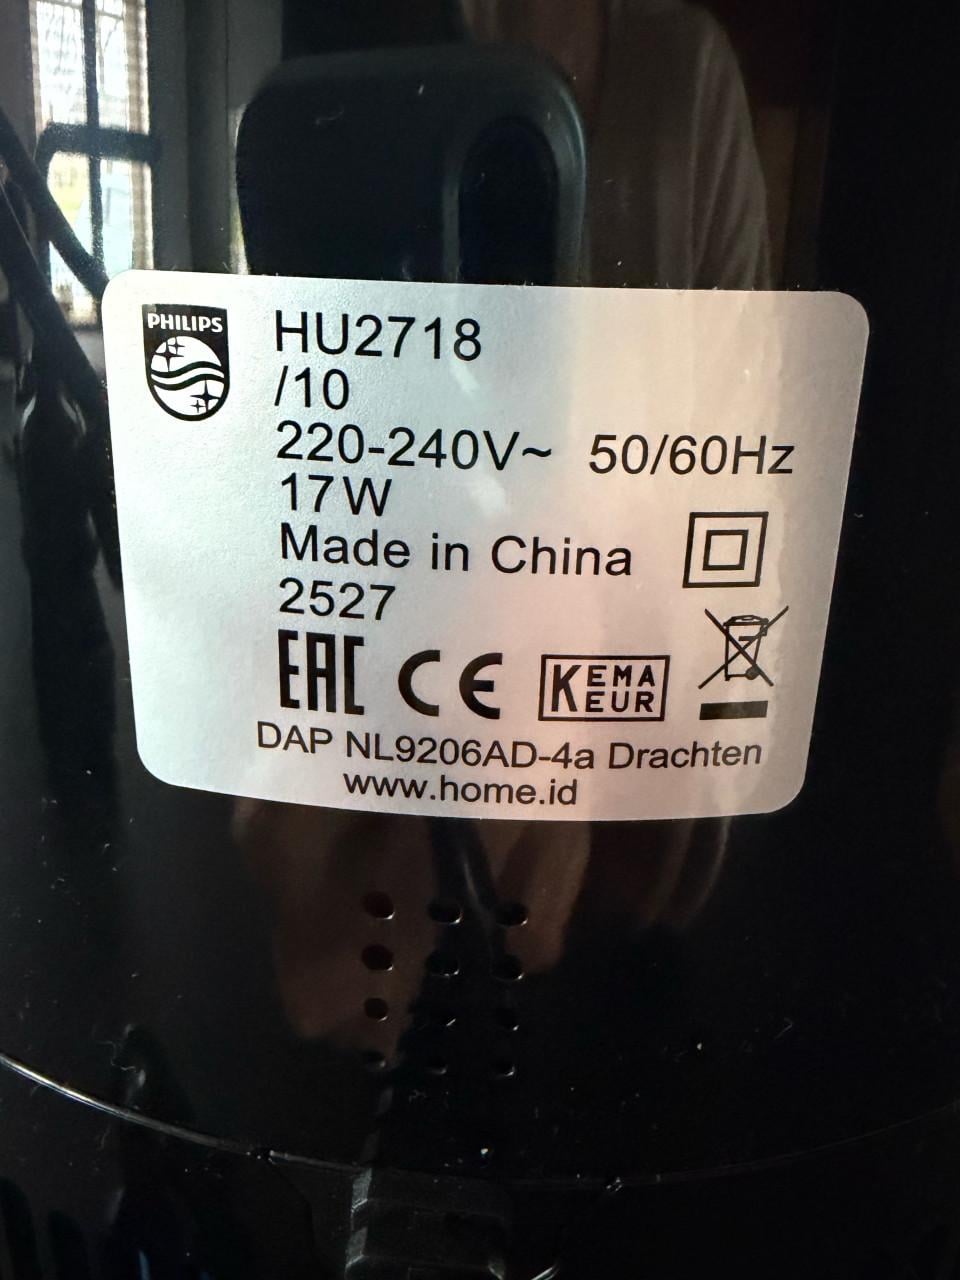 PHILIPS
HU2718
/10
220-240V~ 50/60Hz
17W
Made in China
2527
EAC CE KEMA EUR
DAP NL9206AD-4a Drachten
www.home.id